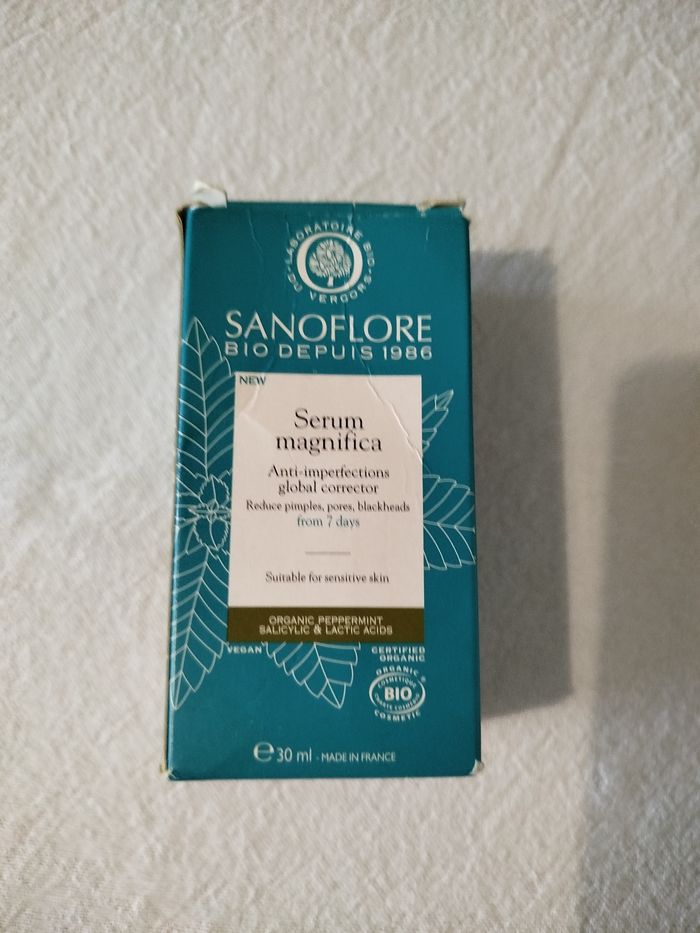 LABORATOIRE BIO
DU VERCORS
SANOFLORE
BIO DEPUIS 1986
NEW
Serum
magnifica
Anti-imperfections
global corrector
Reduce pimples, pores, blackheads
from 7 days
Suitable for sensitive skin
ORGANIC PEPPERMINT
SALICYLIC & LACTIC ACIDS
VEGAN
CERTIFIED
ORGANIC
ORGANIC
COSMETIQUE
BIO
COSMETIC
e 30 ml - MADE IN FRANCE